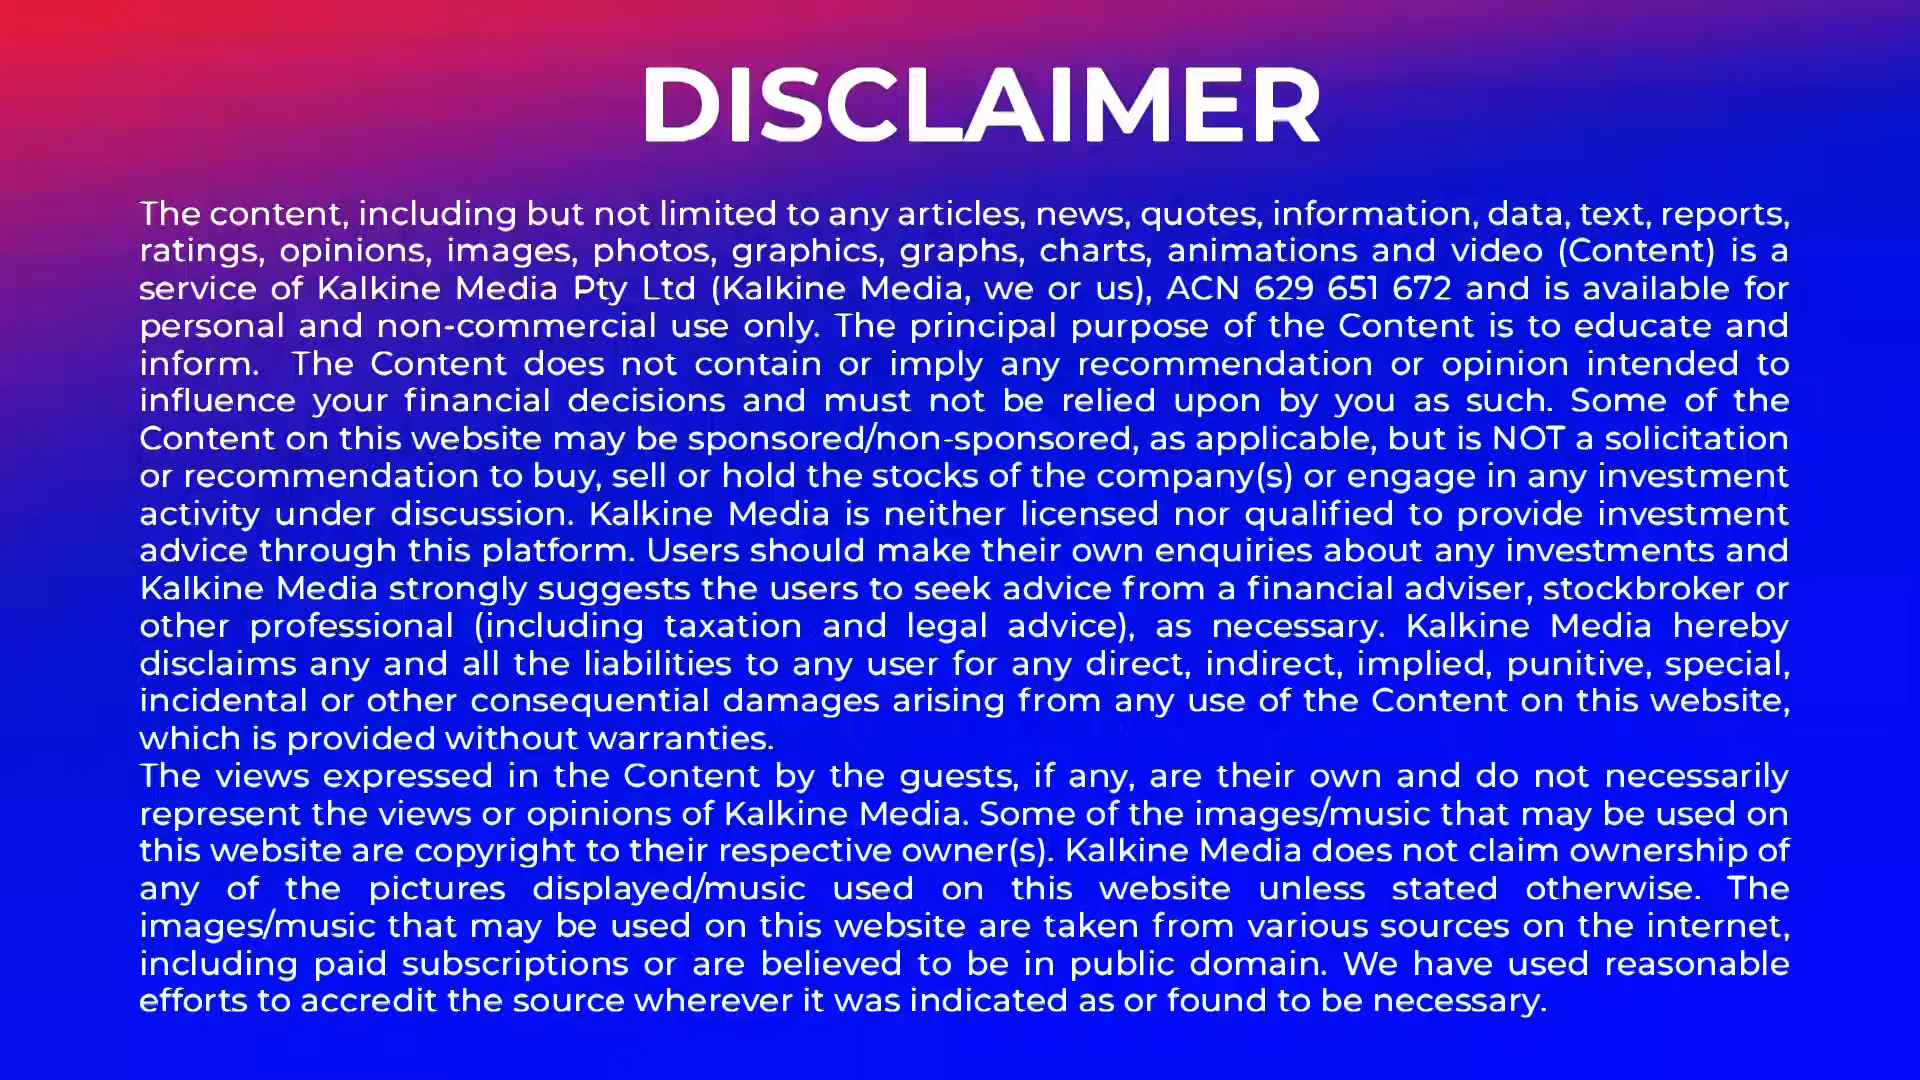 DISCLAIMER
The content, including but not limited to any articles, news, quotes, information, data, text, reports,
ratings, opinions, images, photos, graphics, graphs, charts, animations and video (Content) is a
service of Kalkine Media Pty Ltd (Kalkine Media, we or us), ACN 629 651 672 and is available for
personal and non-commercial use only. The principal purpose of the Content is to educate and
inform. The Content does not contain or imply any recommendation or opinion intended to
influence your financial decisions and must not be relied upon by you as such. Some of the
Content on this website may be sponsored/non-sponsored, as applicable, but is NOT a solicitation
or recommendation to buy, sell or hold the stocks of the company(s) or engage in any investment
activity under discussion. Kalkine Media is neither licensed nor qualified to provide investment
advice through this platform. Users should make their own enquiries about any investments and
Kalkine Media strongly suggests the users to seek advice from a financial adviser, stockbroker or
other professional (including taxation and legal advice), as necessary. Kalkine Media hereby
disclaims any and all the liabilities to any user for any direct, indirect, implied, punitive, special,
incidental or other consequential damages arising from any use of the Content on this website,
which is provided without warranties.
The views expressed in the Content by the guests, if any, are their own and do not necessarily
represent the views or opinions of Kalkine Media. Some of the images/music that may be used on
this website are copyright to their respective owner(s). Kalkine Media does not claim ownership of
any of the pictures displayed/music used on this website unless stated otherwise. The
images/music that may be used on this website are taken from various sources on the internet,
including paid subscriptions or are believed to be in public domain. We have used reasonable
efforts to accredit the source wherever it was indicated as or found to be necessary.